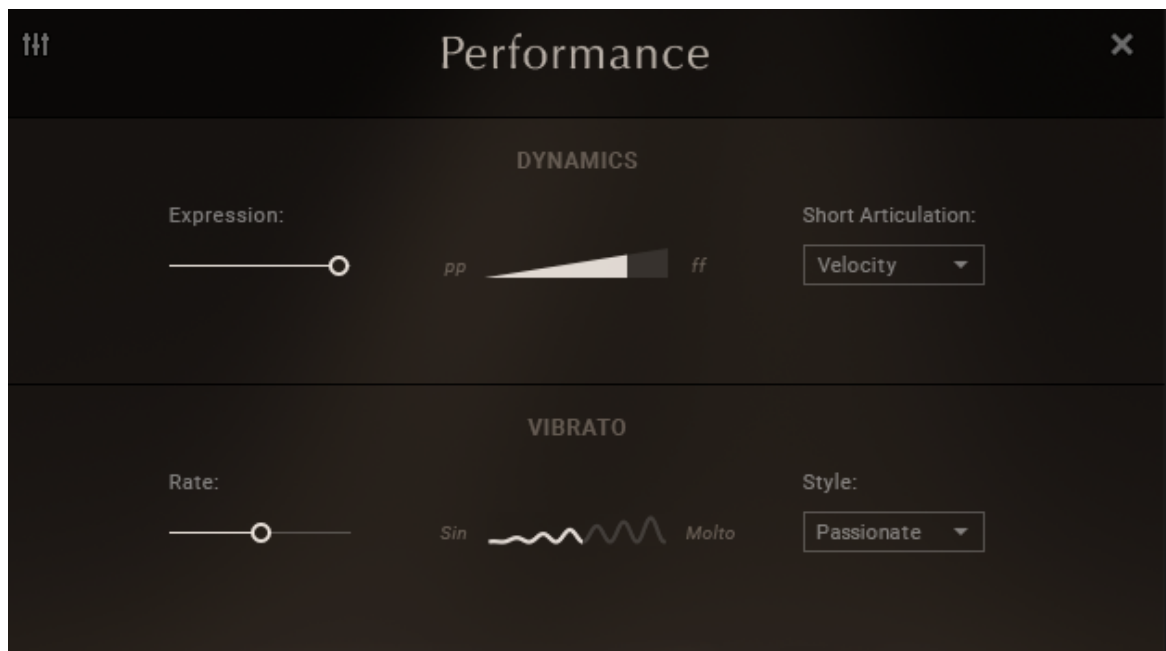 Performance
DYNAMICS
Expression:
Short Articulation:
pp
ff
Velocity
VIBRATO
Rate:
Style:
Sin
Molto
Passionate